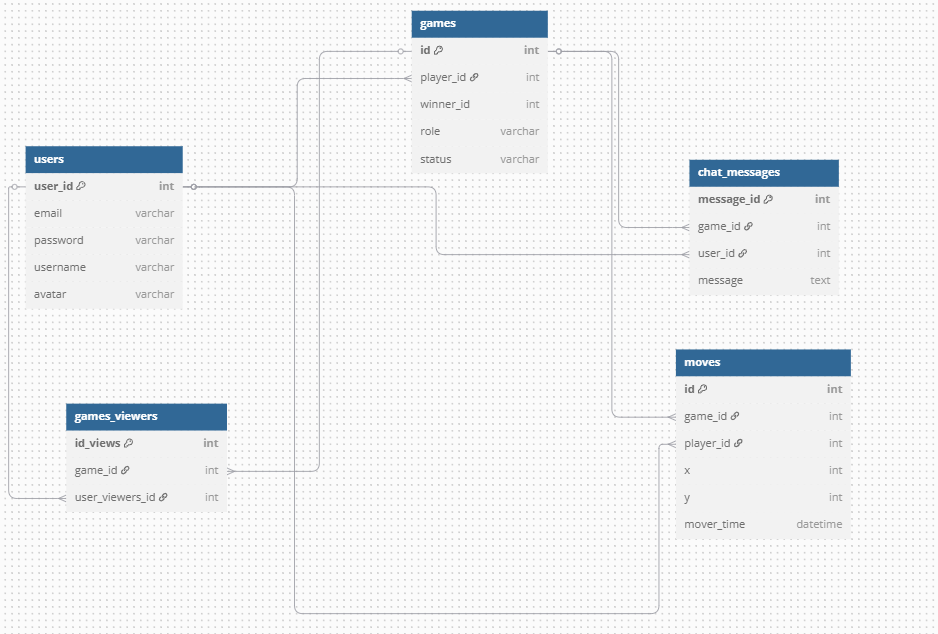 games
id int
player_id int
winner_id int
role varchar
status varchar
users
user_id int
email varchar
password varchar
username varchar
avatar varchar
chat_messages
message_id int
game_id int
user_id int
message text
moves
id int
game_id int
player_id int
x int
y int
mover_time datetime
games_viewers
id_views int
game_id int
user_viewers_id int